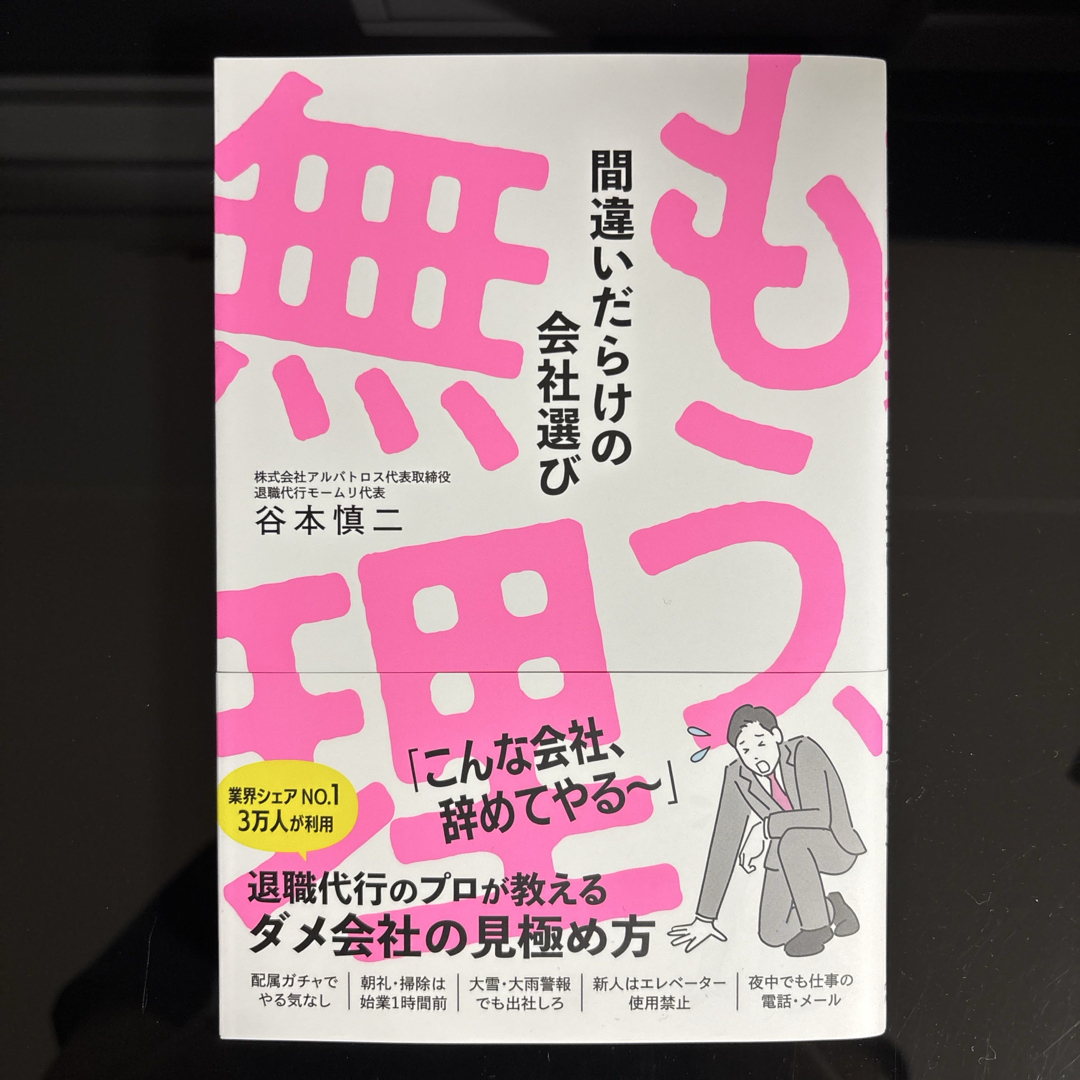 もう、
無理
間違いだらけの
会社選び
株式会社アルバトロス代表取締役
退職代行モームリ代表
谷本慎二
「こんな会社、
辞めてやる〜」
業界シェアNO.1
3万人が利用
退職代行のプロが教える
ダメ会社の見極め方
配属ガチャで
やる気なし
朝礼・掃除は
始業1時間前
大雪・大雨警報
でも出社しろ
新人はエレベーター
使用禁止
夜中でも仕事の
電話・メール